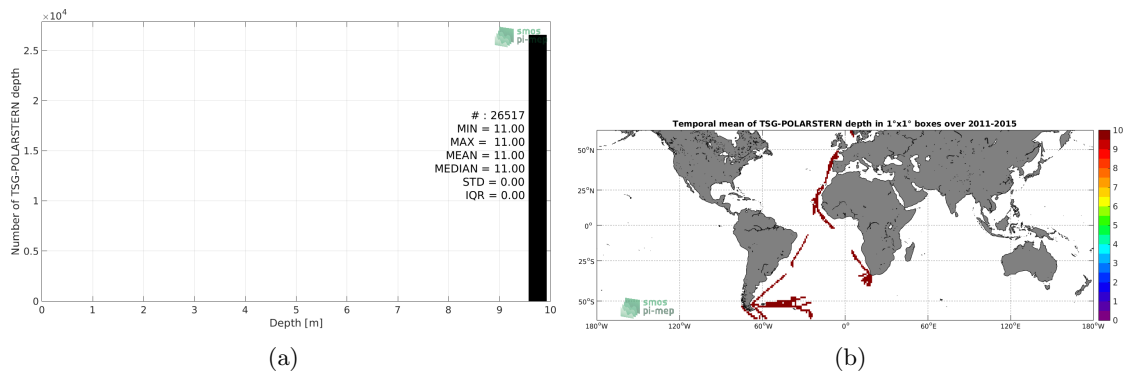 ×10⁴
smos
pi-mep
2.5
2
1.5
1
0.5
0
Number of TSG-POLARSTERN depth
# : 26517
MIN = 11.00
MAX = 11.00
MEAN = 11.00
MEDIAN = 11.00
STD = 0.00
IQR = 0.00
0 1 2 3 4 5 6 7 8 9 10
Depth [m]
(a)
Temporal mean of TSG-POLARSTERN depth in 1°x1° boxes over 2011-2015
50°N
25°N
0°
25°S
50°S
smos
pi-mep
180°W 120°W 60°W 0° 60°E 120°E 180°W
10
9
8
7
6
5
4
3
2
1
0
(b)